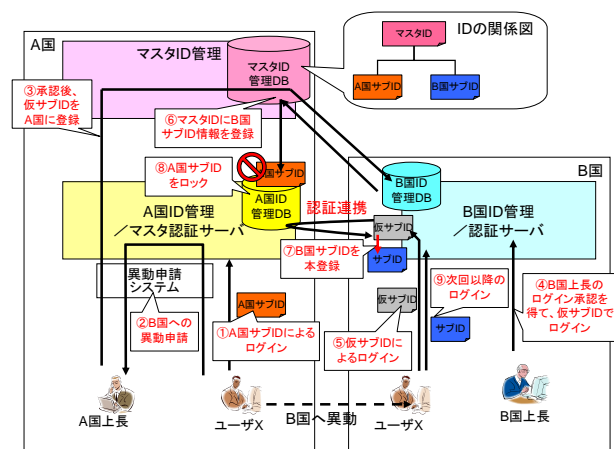 A国
マスタID管理
マスタID
管理DB
IDの関係図
マスタID
A国サブID
B国サブID
③承認後、
仮サブIDを
A国に登録
⑥マスタIDにB国
サブID情報を登録
⑧A国サブID
をロック
国サブID
A国ID
管理DB
認証連携
A国ID管理
/マスタ認証サーバ
B国
B国ID
管理DB
B国ID管理
/認証サーバ
仮サブID
⑦B国サブIDを
本登録
サブID
異動申請
システム
②B国への
異動申請
A国サブID
①A国サブIDによる
ログイン
仮サブID
⑤仮サブIDに
よるログイン
⑨次回以降の
ログイン
サブID
④B国上長の
ログイン承認を
得て、仮サブIDで
ログイン
A国上長
ユーザX
B国へ異動
ユーザX
B国上長